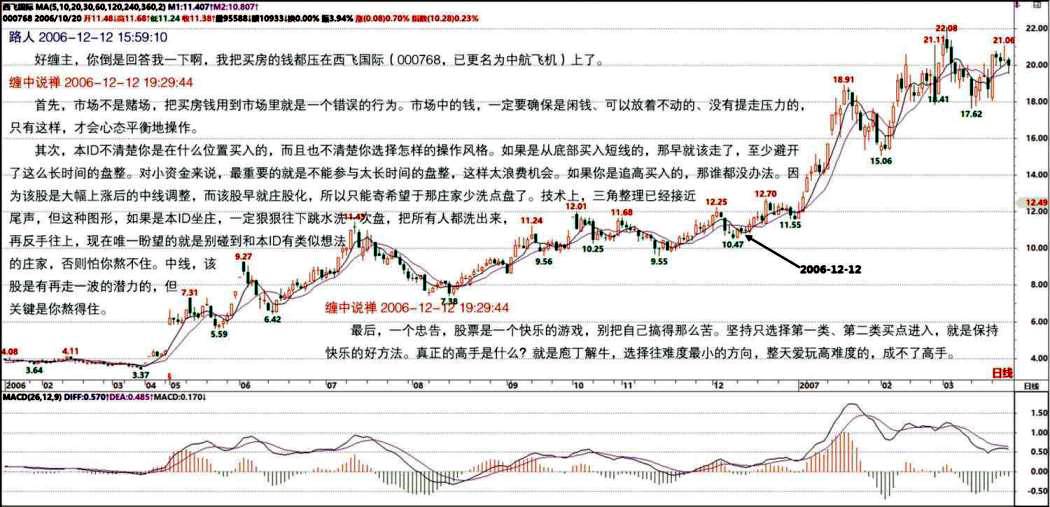 西飞国际 MA(5,10,20,30,60,120,240,360,2) M1:11.407↑M2:10.807↑
000768 2006/10/20 开11.48↓高11.68↑低11.24 收11.38↑量95588↓额10933↓换0.00% 振3.94% 涨(0.08)0.70% 指数(10.28)0.23%
路人 2006-12-12 15:59:10
好缠主，你倒是回答我一下啊，我把买房的钱都压在西飞国际（000768，已更名为中航飞机）上了。
缠中说禅 2006-12-12 19:29:44
首先，市场不是赌场，把买房钱用到市场里就是一个错误的行为。市场中的钱，一定要确保是闲钱、可以放着不动的、没有提走压力的，
只有这样，才会心态平衡地操作。
其次，本ID不清楚你是在什么位置买入的，而且也不清楚你选择怎样的操作风格。如果是从底部买入短线的，那早就该走了，至少避开
了这么长时间的盘整。对小资金来说，最重要的就是不能参与太长时间的盘整，这样太浪费机会。如果你是追高买入的，那谁都没办法。因
为该股是大幅上涨后的中线调整，而该股早就庄股化，所以只能寄希望于那庄家少洗点盘了。技术上，三角整理已经接近
尾声，但这种图形，如果是本ID坐庄，一定狠狠往下跳水洗一次盘，把所有人都洗出来，
再反手往上，现在唯一盼望的就是别碰到和本ID有类似想法
的庄家，否则怕你熬不住。中线，该
股是有再走一波的潜力的，但
关键是你熬得住。
缠中说禅 2006-12-12 19:29:44
最后，一个忠告，股票是一个快乐的游戏，别把自己搞得那么苦。坚持只选择第一类、第二类买点进入，就是保持
快乐的好方法。真正的高手是什么？就是庖丁解牛，选择往难度最小的方向，整天爱玩高难度的，成不了高手。
2006-12-12
4.08
3.64
4.11
3.37
7.31
5.59
9.27
6.42
7.38
11.24
9.56
12.01
10.25
11.68
9.55
12.25
10.47
12.70
11.55
18.91
15.06
21.11
18.41
22.08
17.62
21.06
22.00
20.00
18.00
16.00
14.00
12.49
12.00
10.00
8.00
6.00
4.00
日线
2006 02 03 04 05 06 07 08 09 10 11 12 2007 02 03 日线
MACD(26,12,9) DIFF:0.570↑DEA:0.485↑MACD:0.170↓
1.50
1.00
0.50
0.00
-0.50